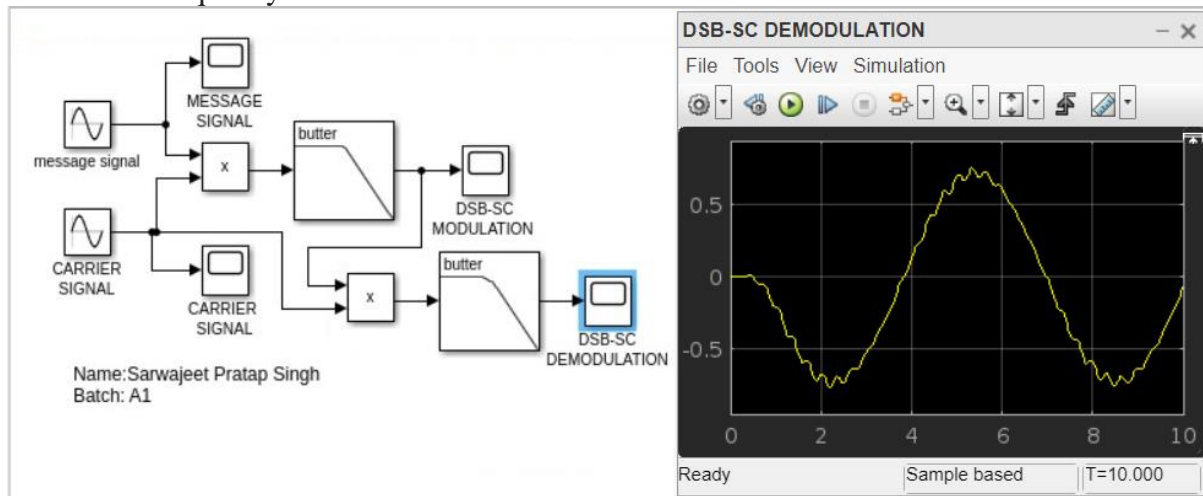 MESSAGE
SIGNAL
message signal
x
butter
DSB-SC
MODULATION
CARRIER
SIGNAL
CARRIER
SIGNAL
x
butter
DSB-SC
DEMODULATION
Name:Sarwajeet Pratap Singh
Batch: A1
DSB-SC DEMODULATION
File Tools View Simulation
0.5
0
-0.5
0 2 4 6 8 10
Ready Sample based T=10.000